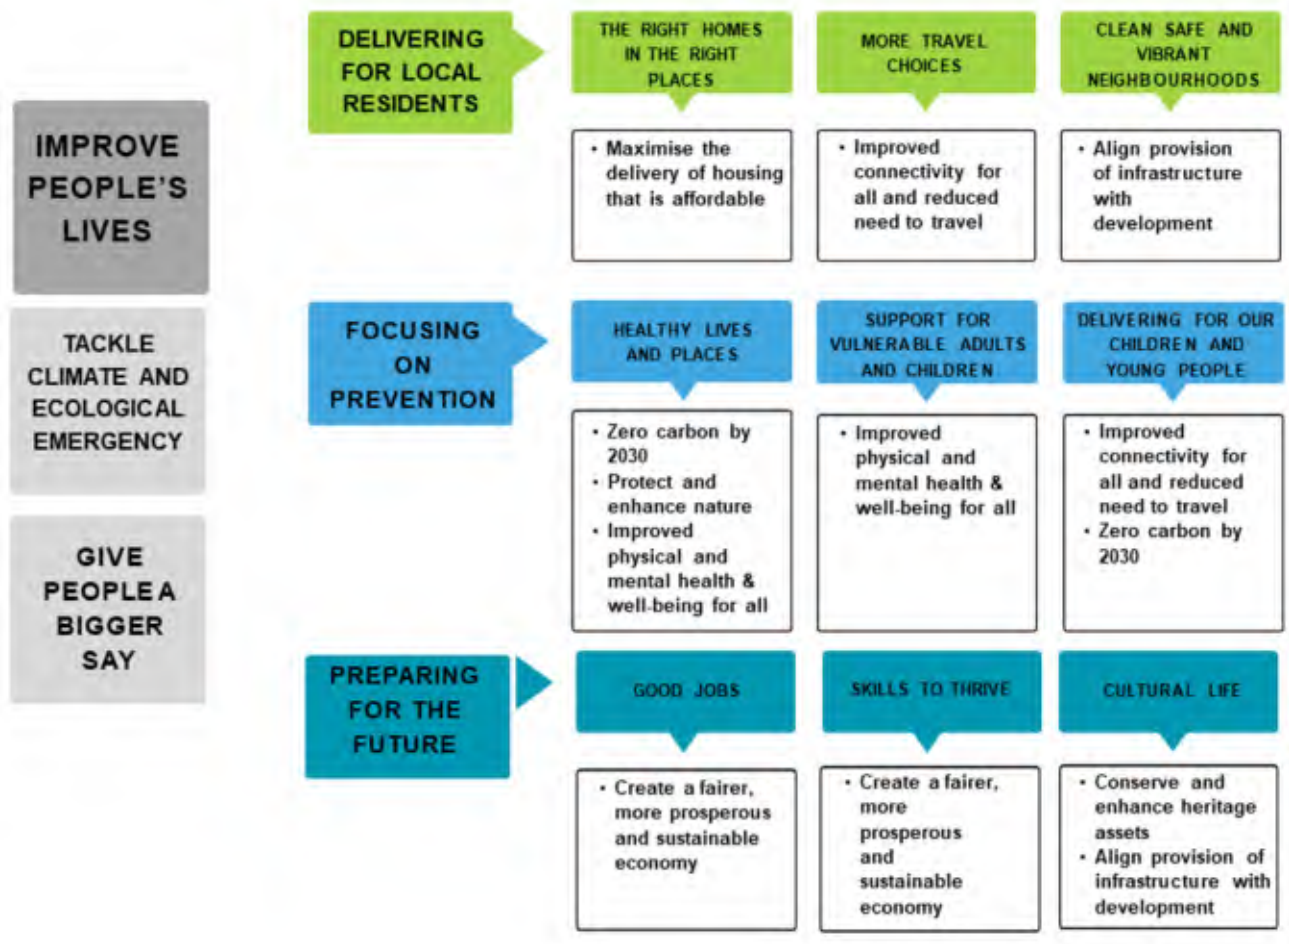 IMPROVE
PEOPLE'S
LIVES
TACKLE
CLIMATE AND
ECOLOGICAL
EMERGENCY
GIVE
PEOPLE A
BIGGER
SAY
DELIVERING
FOR LOCAL
RESIDENTS
THE RIGHT HOMES
IN THE RIGHT
PLACES
• Maximise the
delivery of housing
that is affordable
MORE TRAVEL
CHOICES
• Improved
connectivity for
all and reduced
need to travel
CLEAN SAFE AND
VIBRANT
NEIGHBOURHOODS
• Align provision
of infrastructure
with
development
FOCUSING
ON
PREVENTION
HEALTHY LIVES
AND PLACES
• Zero carbon by
2030
• Protect and
enhance nature
• Improved
physical and
mental health &
well-being for all
SUPPORT FOR
VULNERABLE ADULTS
AND CHILDREN
• Improved
physical and
mental health &
well-being for all
DELIVERING FOR OUR
CHILDREN AND
YOUNG PEOPLE
• Improved
connectivity for
all and reduced
need to travel
• Zero carbon by
2030
PREPARING
FOR THE
FUTURE
GOOD JOBS
• Create a fairer,
more prosperous
and sustainable
economy
SKILLS TO THRIVE
• Create a fairer,
more
prosperous
and
sustainable
economy
CULTURAL LIFE
• Conserve and
enhance heritage
assets
• Align provision of
infrastructure with
development